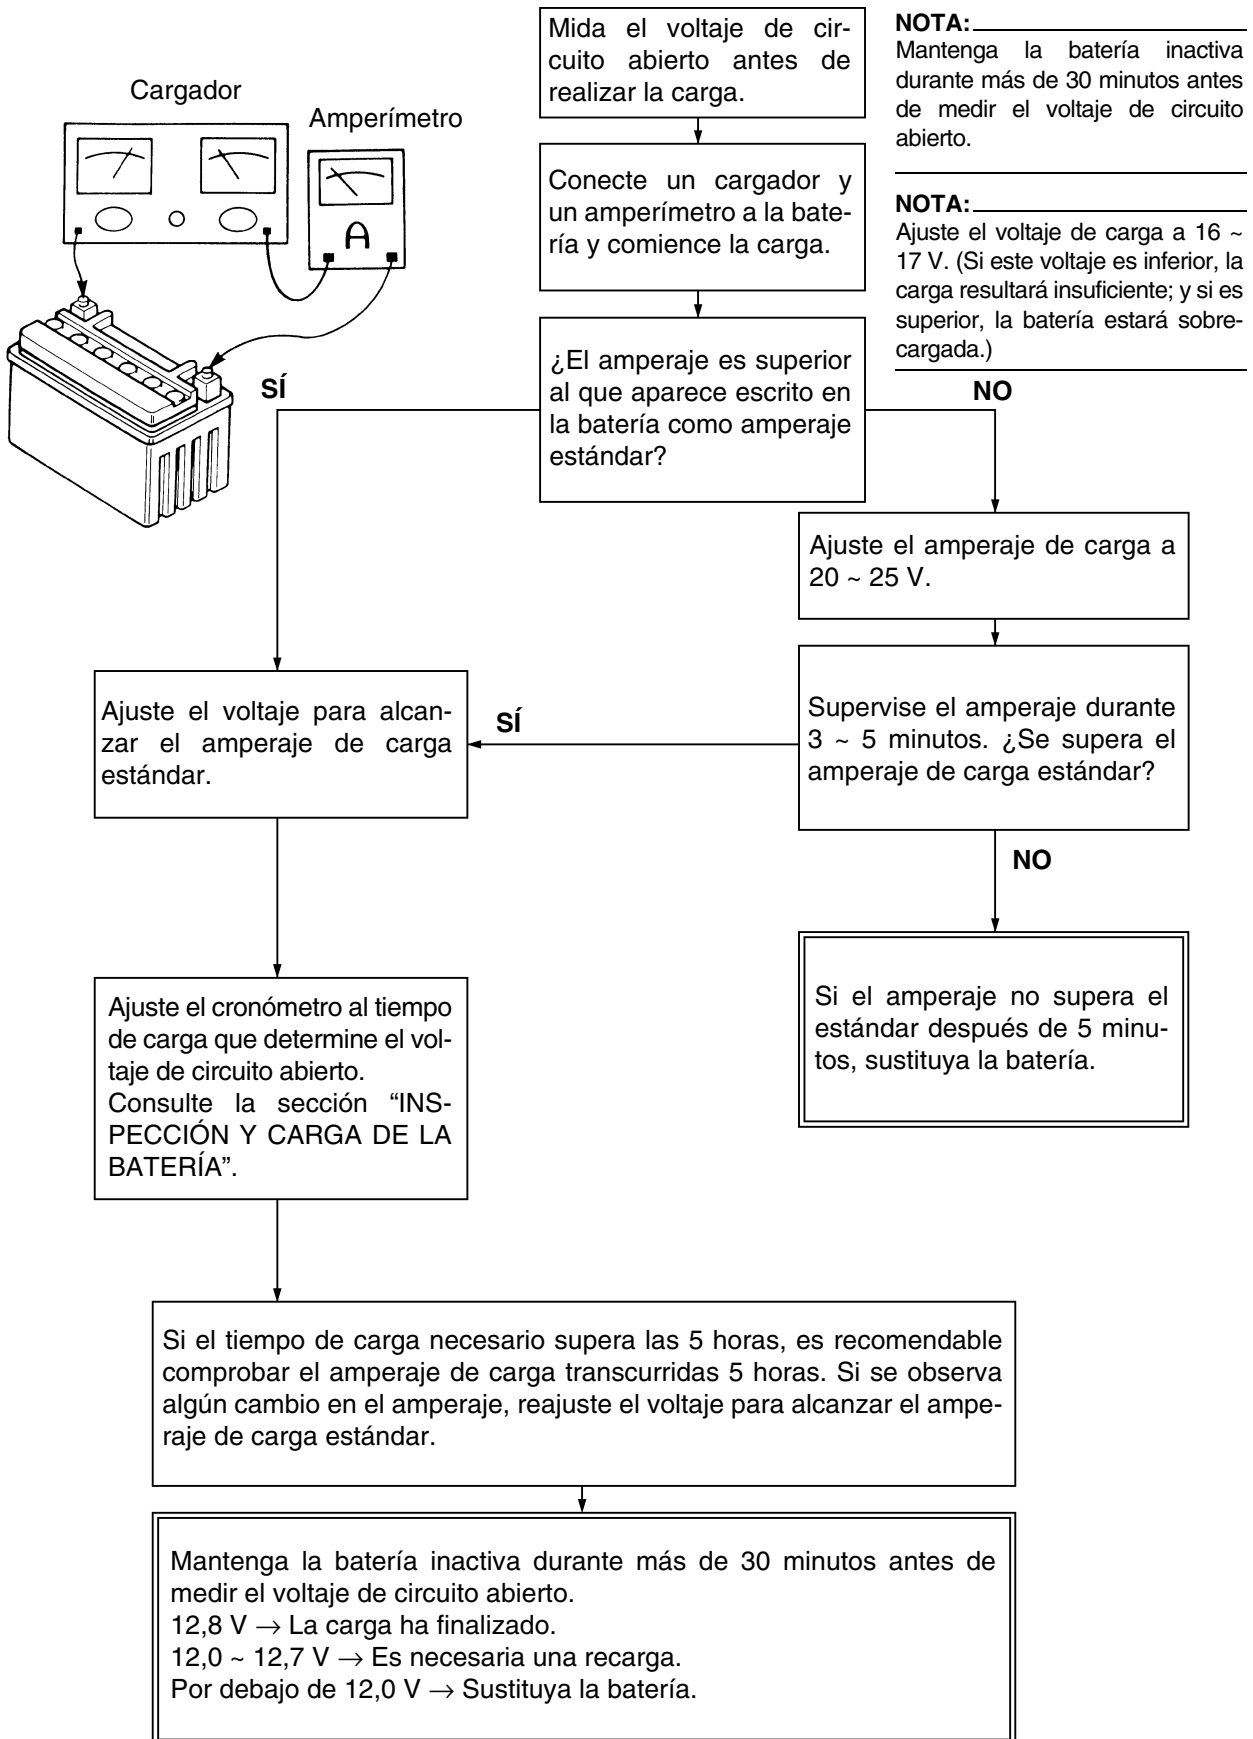 Mida el voltaje de cir-
cuito abierto antes de
realizar la carga.
NOTA:
Mantenga la batería inactiva
durante más de 30 minutos antes
de medir el voltaje de circuito
abierto.
Cargador
Amperímetro
A
Conecte un cargador y
un amperímetro a la bate-
ría y comience la carga.
NOTA:
Ajuste el voltaje de carga a 16 ~
17 V. (Si este voltaje es inferior, la
carga resultará insuficiente; y si es
superior, la batería estará sobre-
cargada.)
¿El amperaje es superior
al que aparece escrito en
la batería como amperaje
estándar?
SÍ
NO
Ajuste el amperaje de carga a
20 ~ 25 V.
Ajuste el voltaje para alcan-
zar el amperaje de carga
estándar.
SÍ
Supervise el amperaje durante
3 ~ 5 minutos. ¿Se supera el
amperaje de carga estándar?
NO
Ajuste el cronómetro al tiempo
de carga que determine el vol-
taje de circuito abierto.
Consulte la sección “INS-
PECCIÓN Y CARGA DE LA
BATERÍA”.
Si el amperaje no supera el
estándar después de 5 minu-
tos, sustituya la batería.
Si el tiempo de carga necesario supera las 5 horas, es recomendable
comprobar el amperaje de carga transcurridas 5 horas. Si se observa
algún cambio en el amperaje, reajuste el voltaje para alcanzar el ampe-
raje de carga estándar.
Mantenga la batería inactiva durante más de 30 minutos antes de
medir el voltaje de circuito abierto.
12,8 V → La carga ha finalizado.
12,0 ~ 12,7 V → Es necesaria una recarga.
Por debajo de 12,0 V → Sustituya la batería.